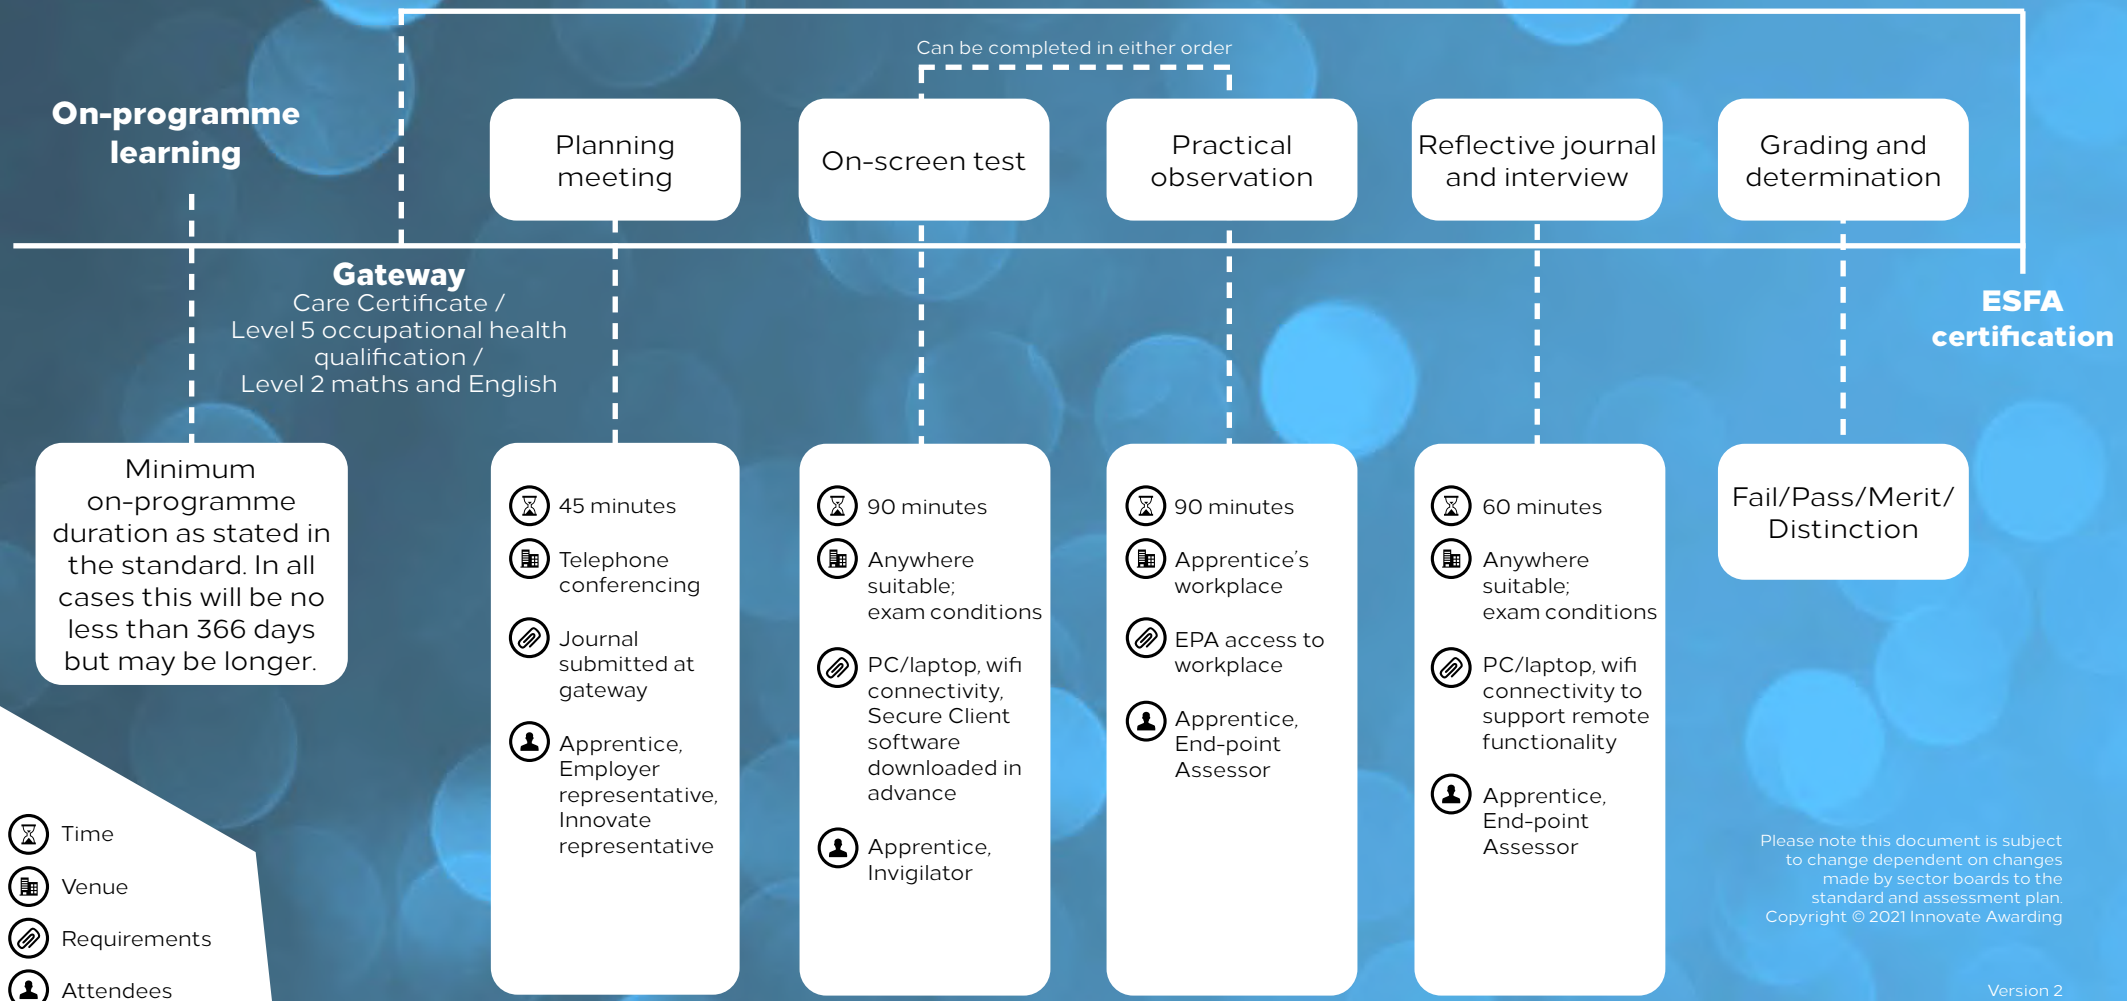 Can be completed in either order
On-programme
learning
Planning
meeting
On-screen test
Practical
observation
Reflective journal
and interview
Grading and
determination
Gateway
Care Certificate /
Level 5 occupational health
qualification /
Level 2 maths and English
ESFA
certification
Minimum
on-programme
duration as stated in
the standard. In all
cases this will be no
less than 366 days
but may be longer.
45 minutes
Telephone
conferencing
Journal
submitted at
gateway
Apprentice,
Employer
representative,
Innovate
representative
90 minutes
Anywhere
suitable;
exam conditions
PC/laptop, wifi
connectivity,
Secure Client
software
downloaded in
advance
Apprentice,
Invigilator
90 minutes
Apprentice's
workplace
EPA access to
workplace
Apprentice,
End-point
Assessor
60 minutes
Anywhere
suitable;
exam conditions
PC/laptop, wifi
connectivity to
support remote
functionality
Apprentice,
End-point
Assessor
Fail/Pass/Merit/
Distinction
Time
Venue
Requirements
Attendees
Please note this document is subject
to change dependent on changes
made by sector boards to the
standard and assessment plan.
Copyright © 2021 Innovate Awarding
Version 2